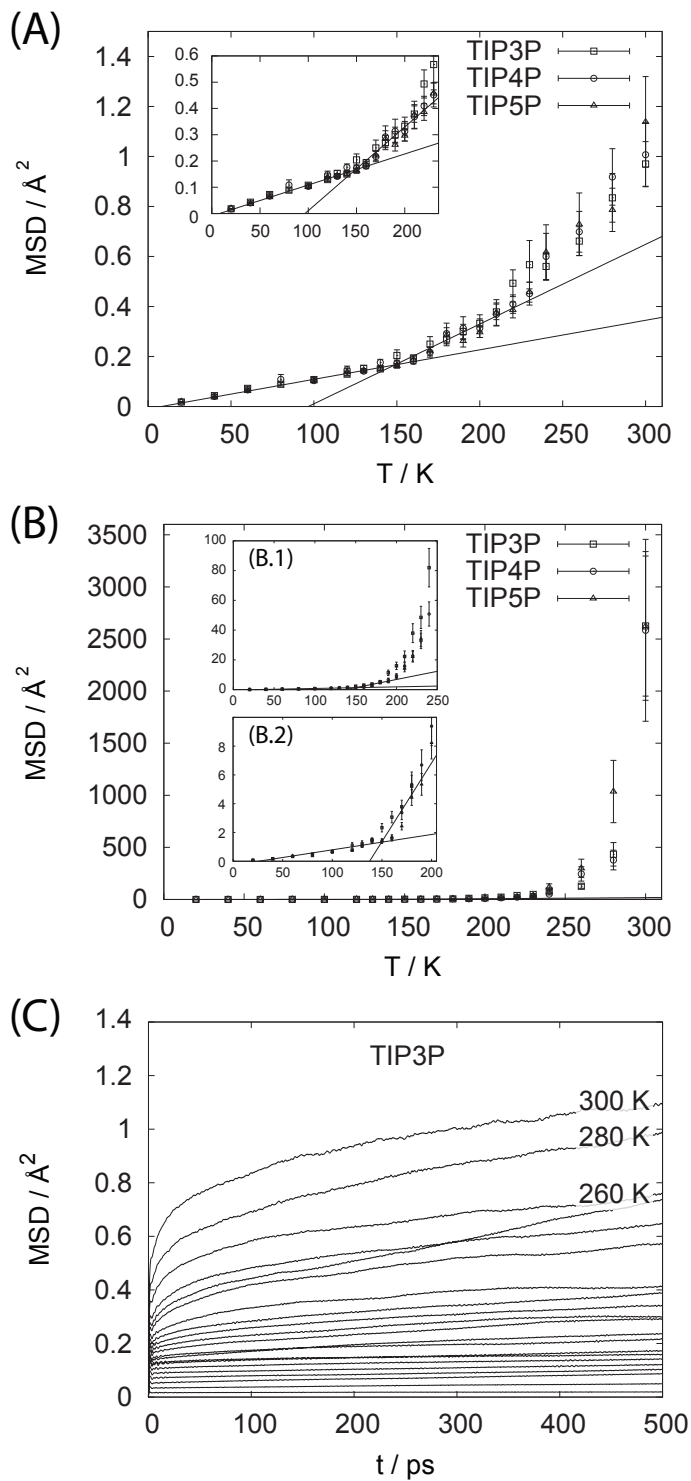 (A)
TIP3P
TIP4P
TIP5P
MSD / Å²
1.4
1.2
1
0.8
0.6
0.4
0.2
0
0.6
0.5
0.4
0.3
0.2
0.1
0
0 50 100 150 200
0 50 100 150 200 250 300
T / K
(B)
TIP3P
TIP4P
TIP5P
MSD / Å²
3500
3000
2500
2000
1500
1000
500
0
(B.1)
100
80
60
40
20
0
0 50 100 150 200 250
(B.2)
8
6
4
2
0
0 50 100 150 200
0 50 100 150 200 250 300
T / K
(C)
TIP3P
MSD / Å²
1.4
1.2
1
0.8
0.6
0.4
0.2
0
300 K
280 K
260 K
0 100 200 300 400 500
t / ps